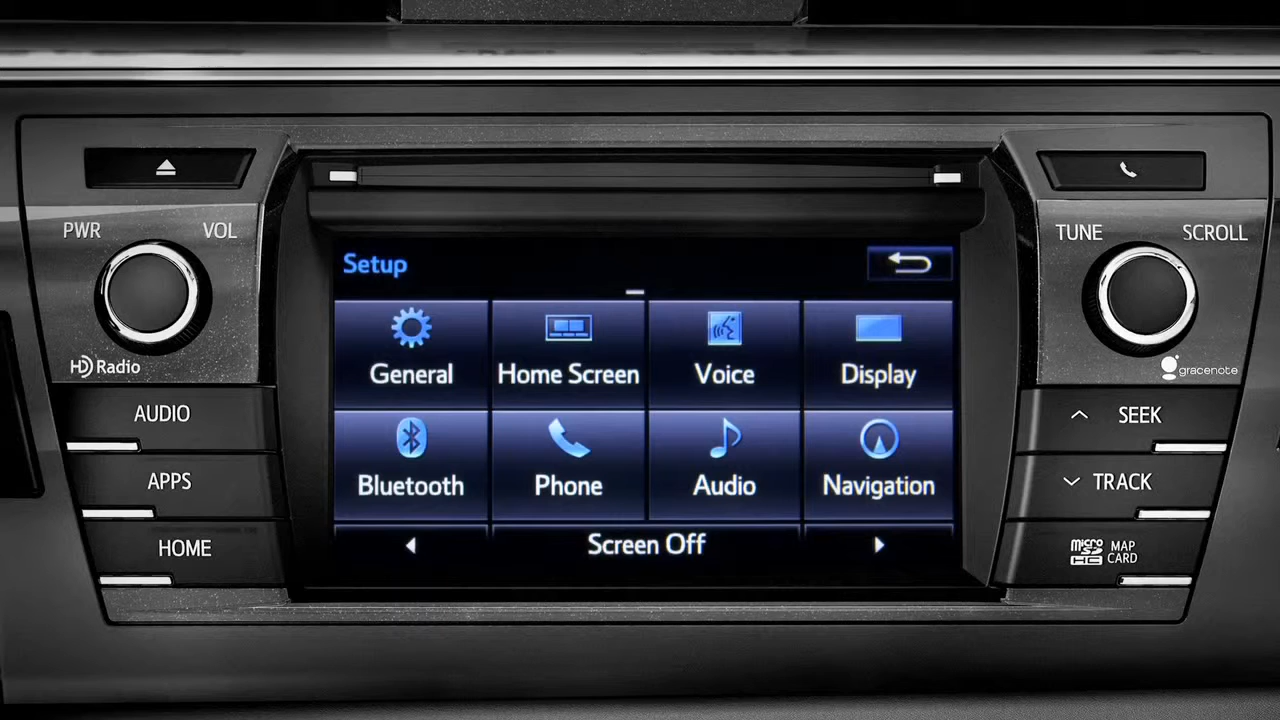 PWR VOL
TUNE SCROLL
Setup
General Home Screen Voice Display
HD Radio
gracenote
AUDIO
SEEK
Bluetooth Phone Audio Navigation
APPS
TRACK
HOME
Screen Off
micro SD HC
MAP
CARD